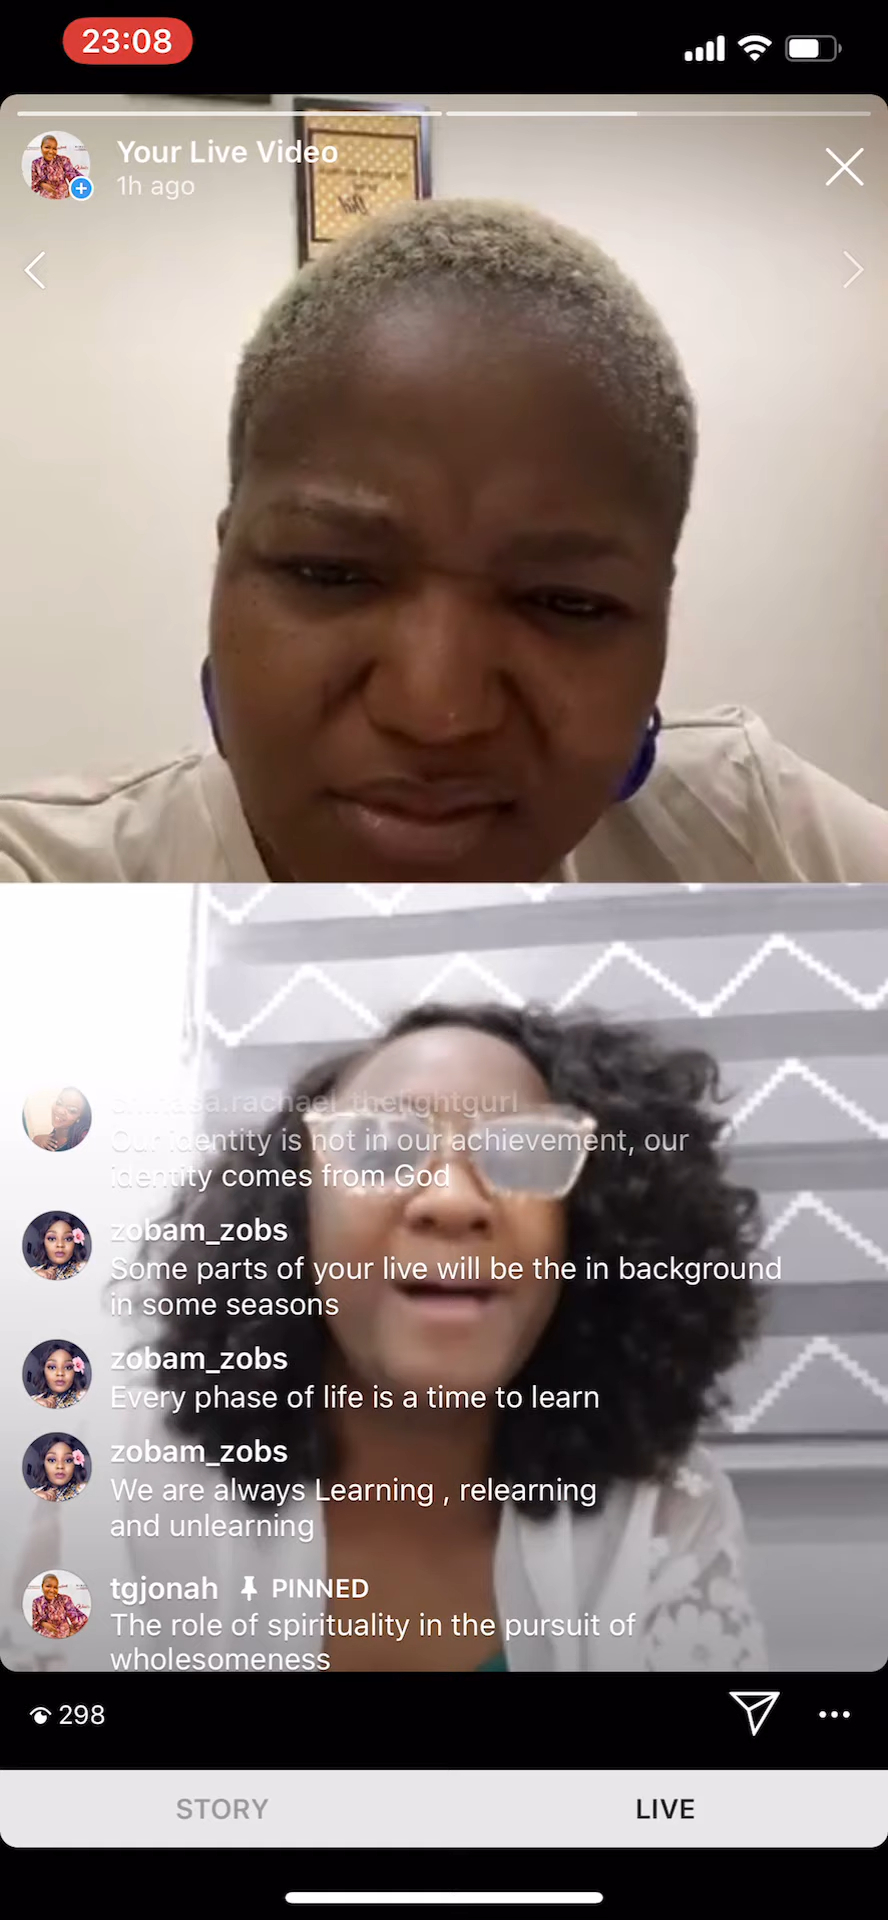 23:08
Your Live Video
1h ago
Our identity is not in our achievement, our
identity comes from God
zobam_zobs
Some parts of your live will be the in background
in some seasons
zobam_zobs
Every phase of life is a time to learn
zobam_zobs
We are always Learning , relearning
and unlearning
tgjonah PINNED
The role of spirituality in the pursuit of
wholesomeness
298
STORY
LIVE